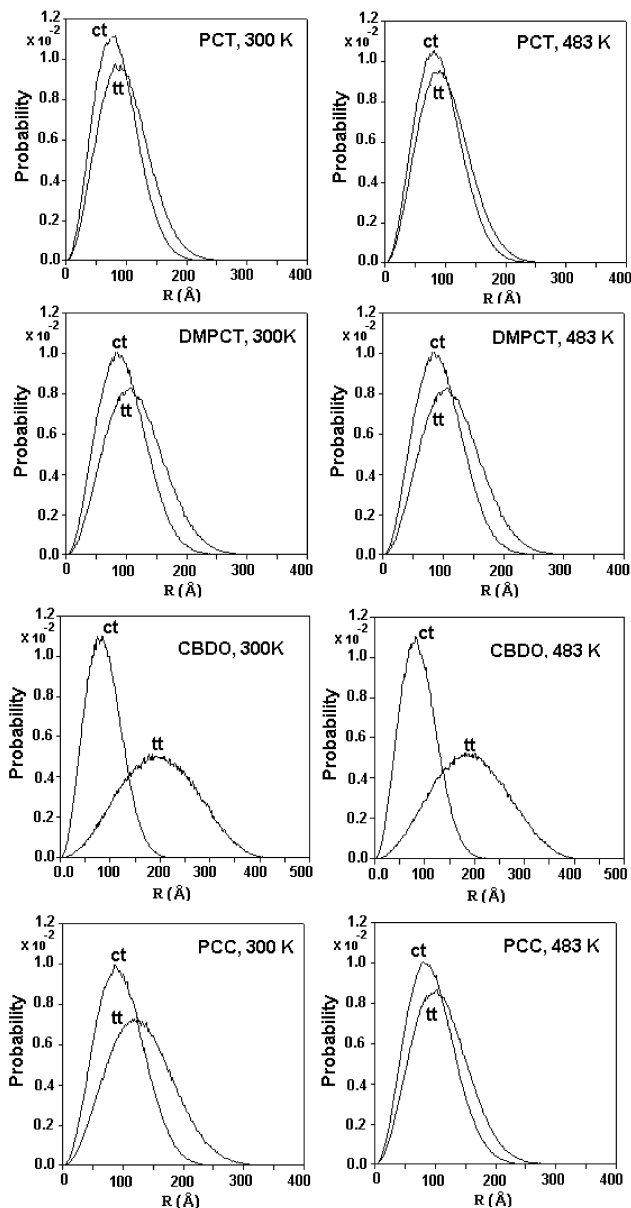 1.2
x 10⁻²
ct
PCT, 300 K
1.0
tt
0.8
Probability
0.6
0.4
0.2
0.0
0 100 200 300 400
R (Å)
1.2
x 10⁻²
ct
PCT, 483 K
1.0
tt
0.8
Probability
0.6
0.4
0.2
0.0
0 100 200 300 400
R (Å)
1.2
x 10⁻²
ct
DMPCT, 300K
1.0
tt
0.8
Probability
0.6
0.4
0.2
0.0
0 100 200 300 400
R (Å)
1.2
x 10⁻²
ct
DMPCT, 483 K
1.0
tt
0.8
Probability
0.6
0.4
0.2
0.0
0 100 200 300 400
R (Å)
1.2
x 10⁻²
ct
CBDO, 300K
1.0
0.8
Probability
0.6
tt
0.4
0.2
0.0
0.0 100 200 300 400 500
R (Å)
1.2
x 10⁻²
ct
CBDO, 483 K
1.0
0.8
Probability
0.6
tt
0.4
0.2
0.0
0.0 100 200 300 400 500
R (Å)
1.2
x 10⁻²
ct
PCC, 300 K
1.0
0.8
tt
Probability
0.6
0.4
0.2
0.0
0 100 200 300 400
R (Å)
1.2
x 10⁻²
ct
PCC, 483 K
1.0
tt
0.8
Probability
0.6
0.4
0.2
0.0
0 100 200 300 400
R (Å)